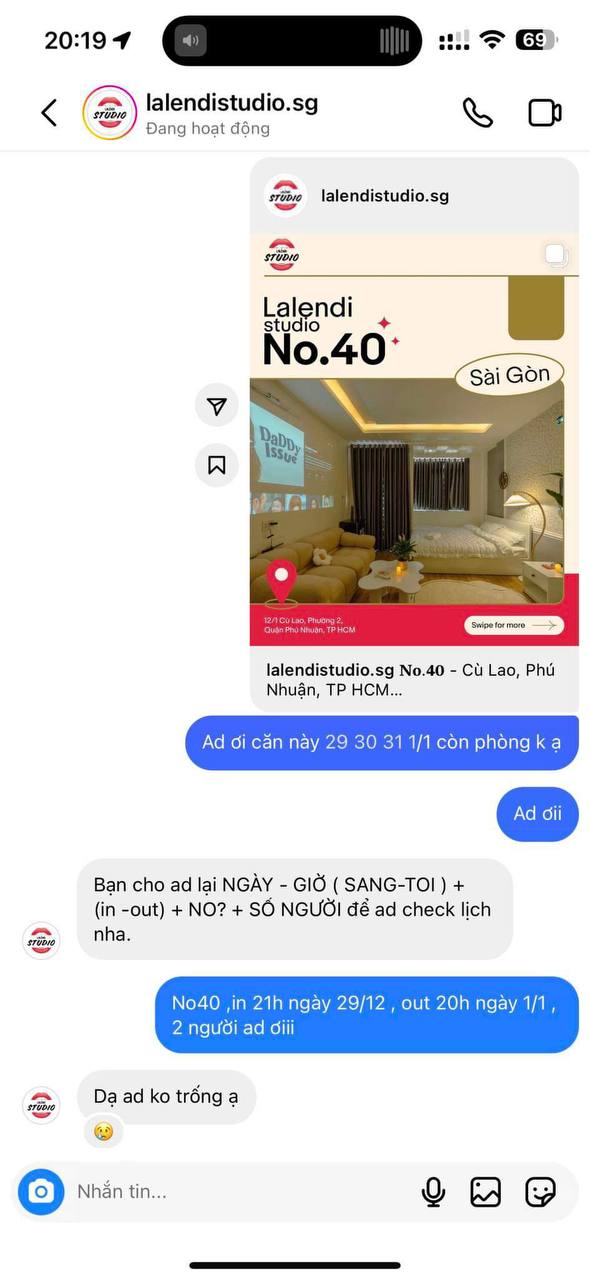 20:19
69
lalendistudio.sg
Đang hoạt động
STUDIO
lalendistudio.sg
STUDIO
STUDIO
Lalendi
studio
No.40
Sài Gòn
DaDDy
Issue
12/1 Cù Lao, Phường 2,
Quận Phú Nhuận, TP HCM
Swipe for more
lalendistudio.sg No.40 - Cù Lao, Phú
Nhuận, TP HCM...
Ad ơi căn này 29 30 31 1/1 còn phòng k ạ
Ad ơii
Bạn cho ad lại NGÀY - GIỜ ( SANG-TOI ) +
(in -out) + NO? + SỐ NGƯỜI để ad check lịch
nha.
STUDIO
No40 ,in 21h ngày 29/12 , out 20h ngày 1/1 ,
2 người ad ơiii
Dạ ad ko trống ạ
STUDIO
Nhắn tin...